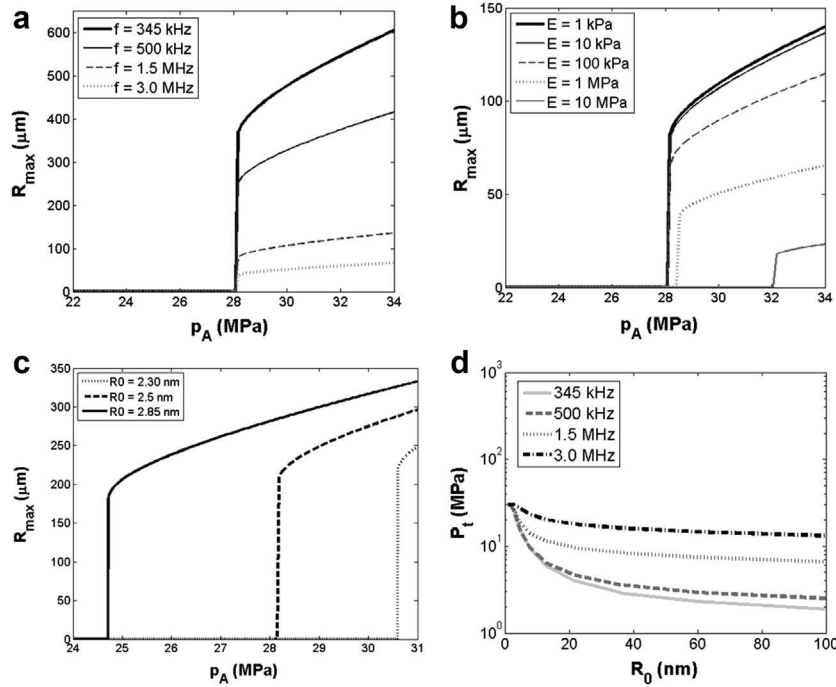 a
f = 345 kHz
f = 500 kHz
f = 1.5 MHz
f = 3.0 MHz
600
500
400
300
200
100
0
R_max (μm)
22 24 26 28 30 32 34
p_A (MPa)
b
E = 1 kPa
E = 10 kPa
E = 100 kPa
E = 1 MPa
E = 10 MPa
150
100
50
0
R_max (μm)
22 24 26 28 30 32 34
p_A (MPa)
c
R0 = 2.30 nm
R0 = 2.5 nm
R0 = 2.85 nm
350
300
250
200
150
100
50
0
R_max (μm)
24 25 26 27 28 29 30 31
p_A (MPa)
d
345 kHz
500 kHz
1.5 MHz
3.0 MHz
10^3
10^2
10^1
10^0
P_t (MPa)
0 20 40 60 80 100
R_0 (nm)